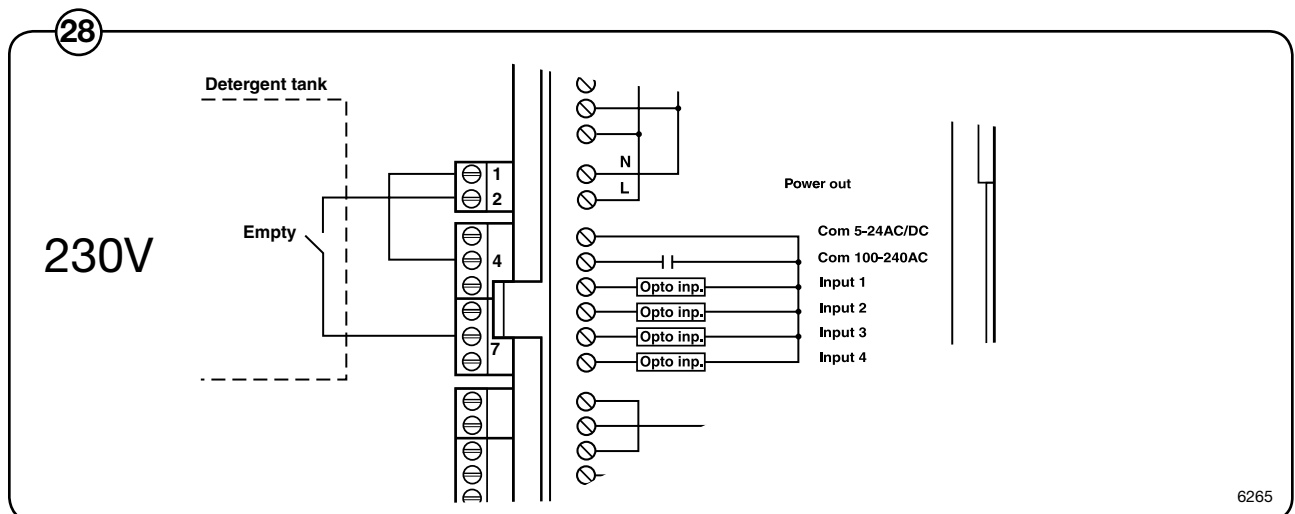 28
Detergent tank
230V
Empty
1
2
4
7
N
L
Power out
Com 5-24AC/DC
Com 100-240AC
Opto inp. Input 1
Opto inp. Input 2
Opto inp. Input 3
Opto inp. Input 4
6265